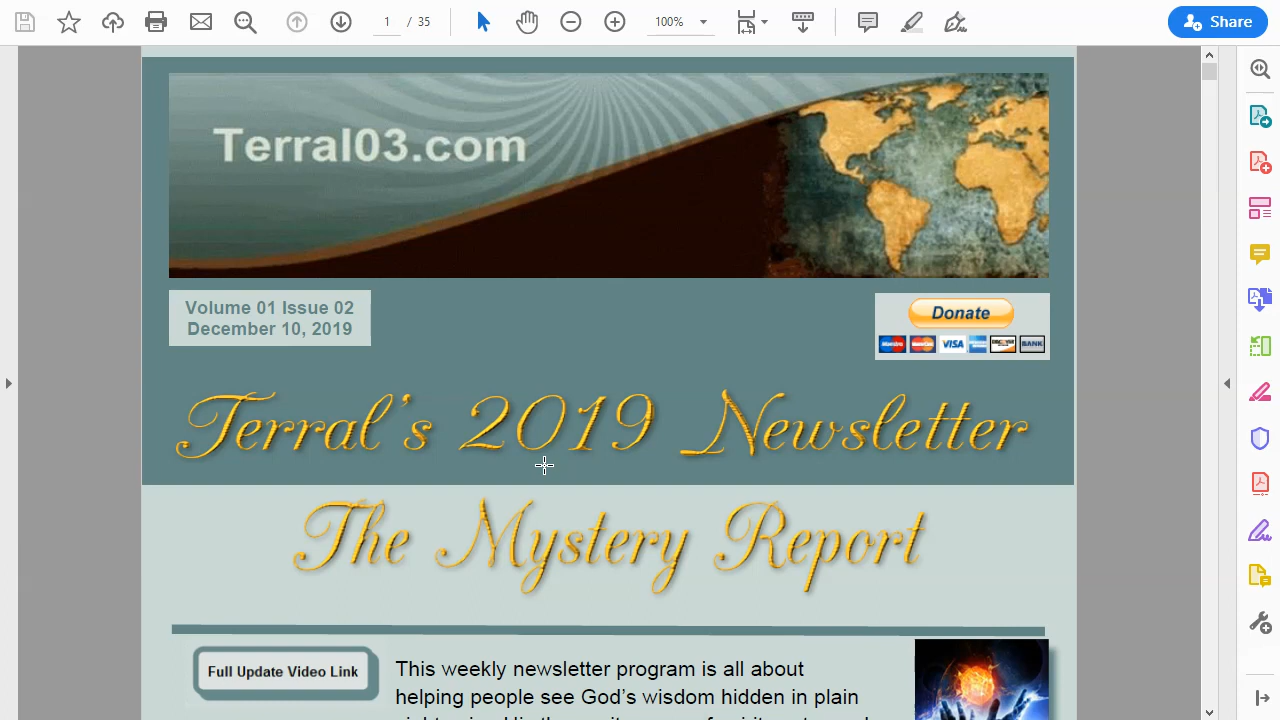 1 / 35
100%
Share
Terral03.com
Volume 01 Issue 02
December 10, 2019
Donate
VISA
BANK
Terral's 2019 Newsletter
The Mystery Report
Full Update Video Link
This weekly newsletter program is all about
helping people see God's wisdom hidden in plain